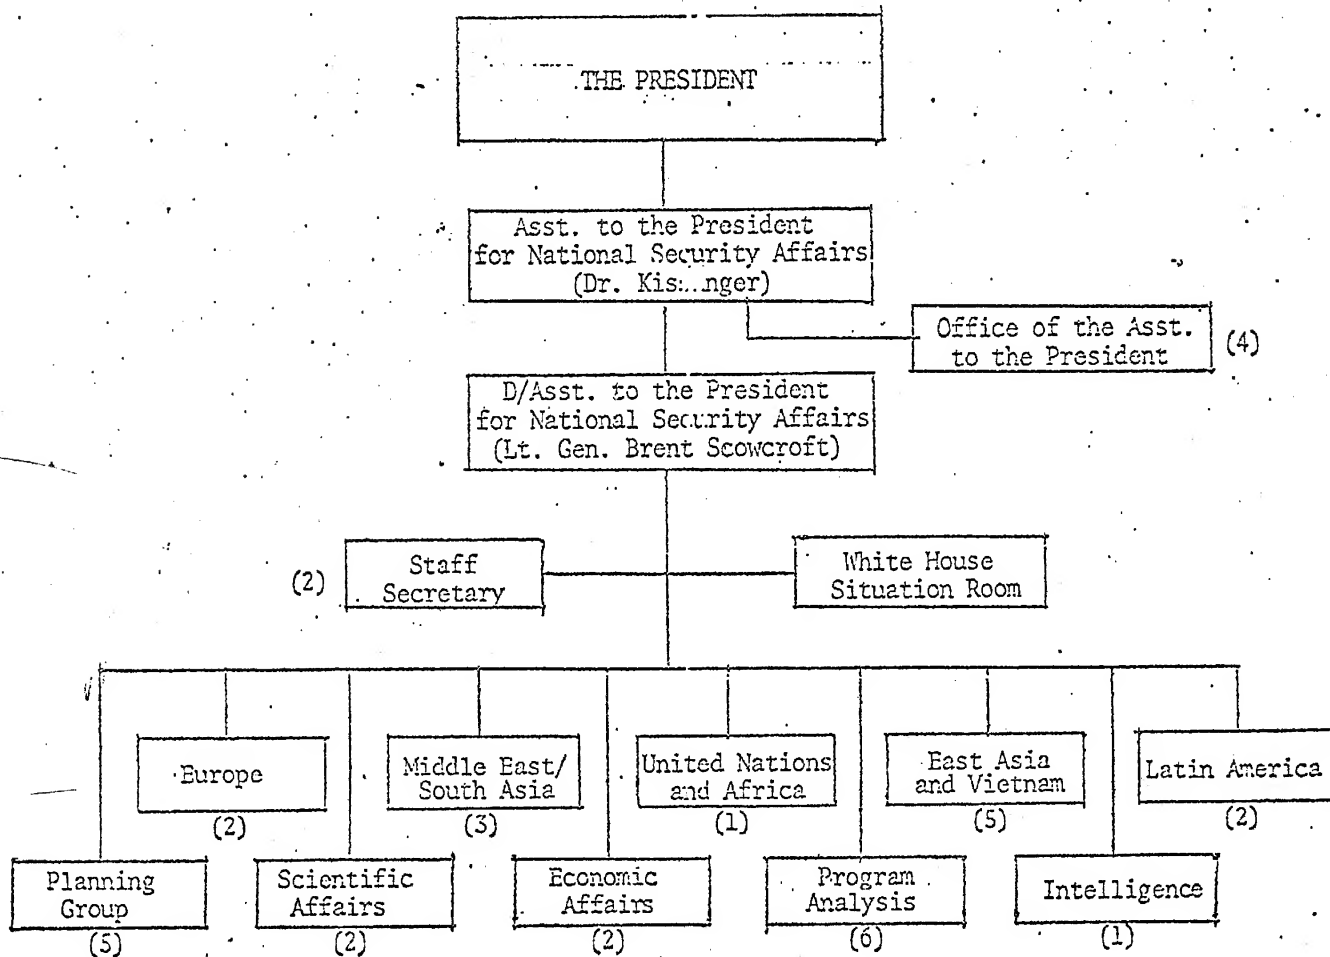 THE PRESIDENT
Asst. to the President
for National Security Affairs
(Dr. Kis:..nger)
Office of the Asst.
to the President
(4)
D/Asst. to the President
for National Security Affairs
(Lt. Gen. Brent Scowcroft)
(2)
Staff
Secretary
White House
Situation Room
Europe
(2)
Middle East/
South Asia
(3)
United Nations
and Africa
(1)
East Asia
and Vietnam
(5)
Latin America
(2)
Planning
Group
(5)
Scientific
Affairs
(2)
Economic
Affairs
(2)
Program
Analysis
(6)
Intelligence
(1)